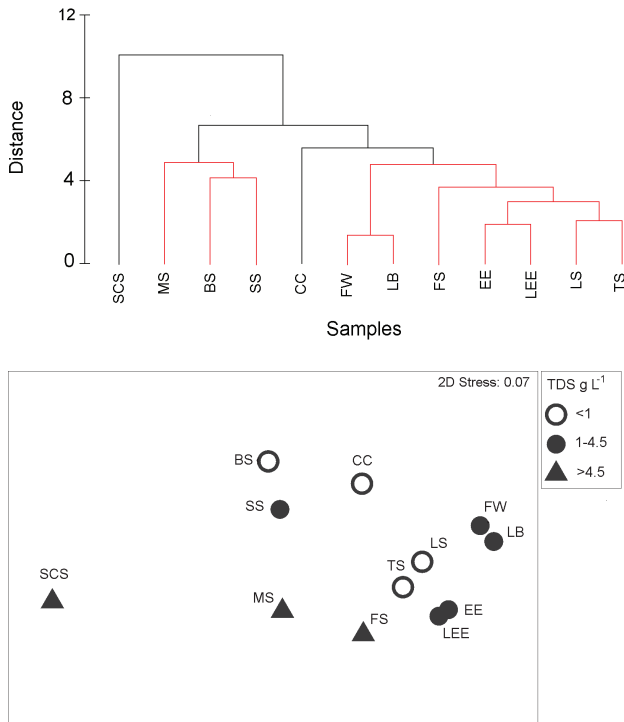 12
8
4
0
Distance
SCS
MS
BS
SS
CC
FW
LB
FS
EE
LEE
LS
TS
Samples
2D Stress: 0.07
TDS g L-1
<1
1-4.5
>4.5
BS
CC
SS
FW
LB
LS
TS
SCS
MS
FS
EE
LEE